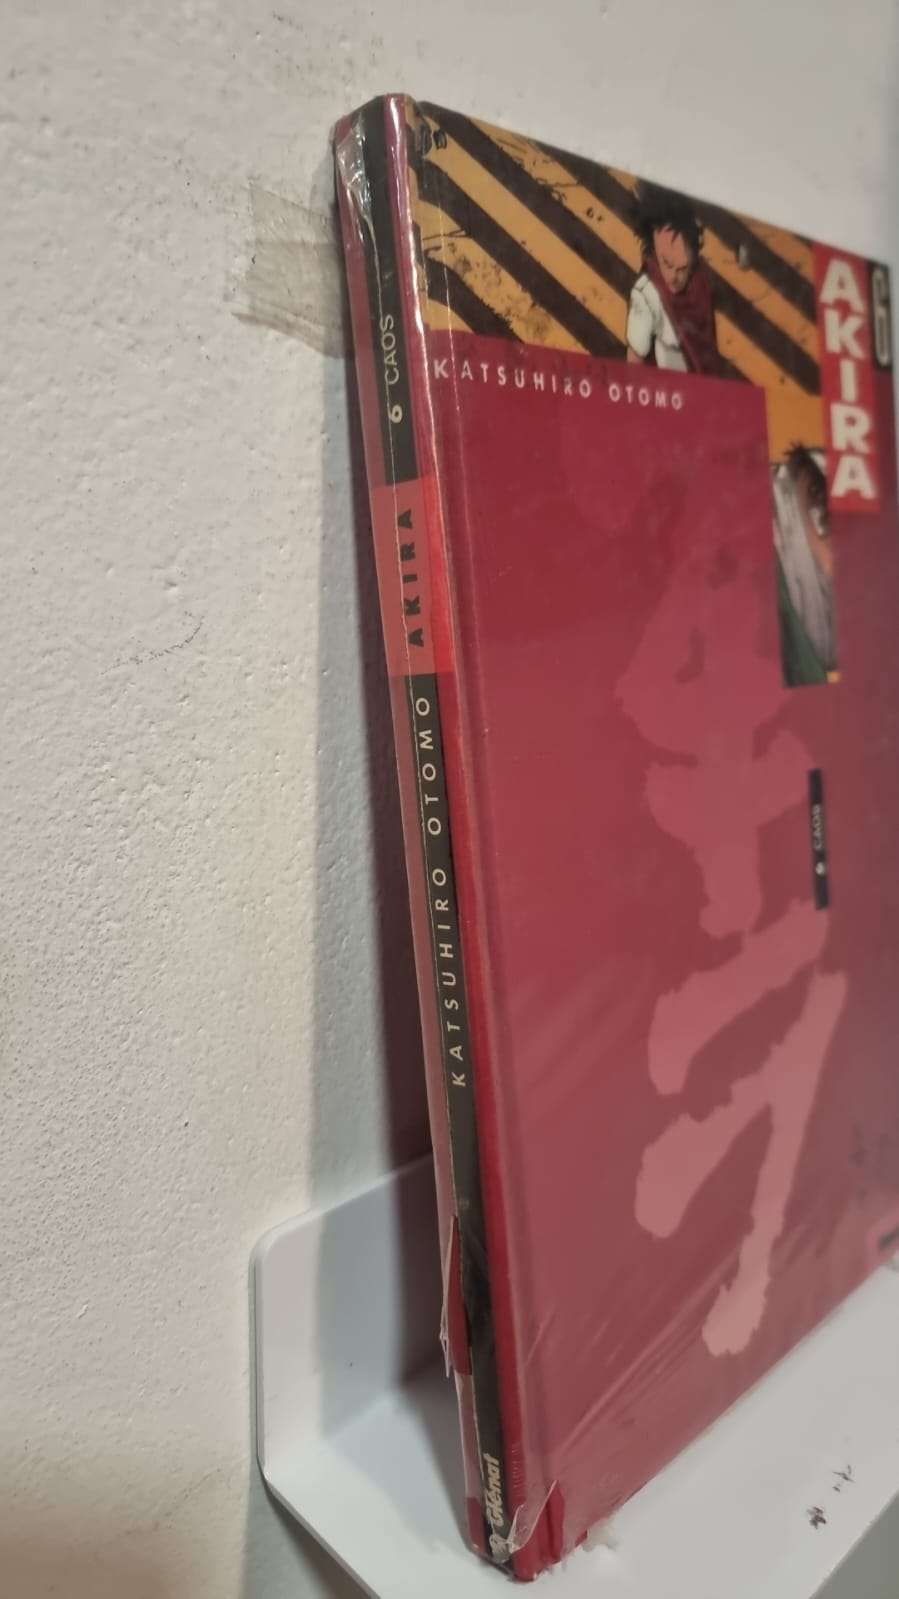 6 CAOS
AKIRA
KATSUHIRO OTOMO
Glénat
KATSUHIRO OTOMO
6
AKIRA
6 CAOS